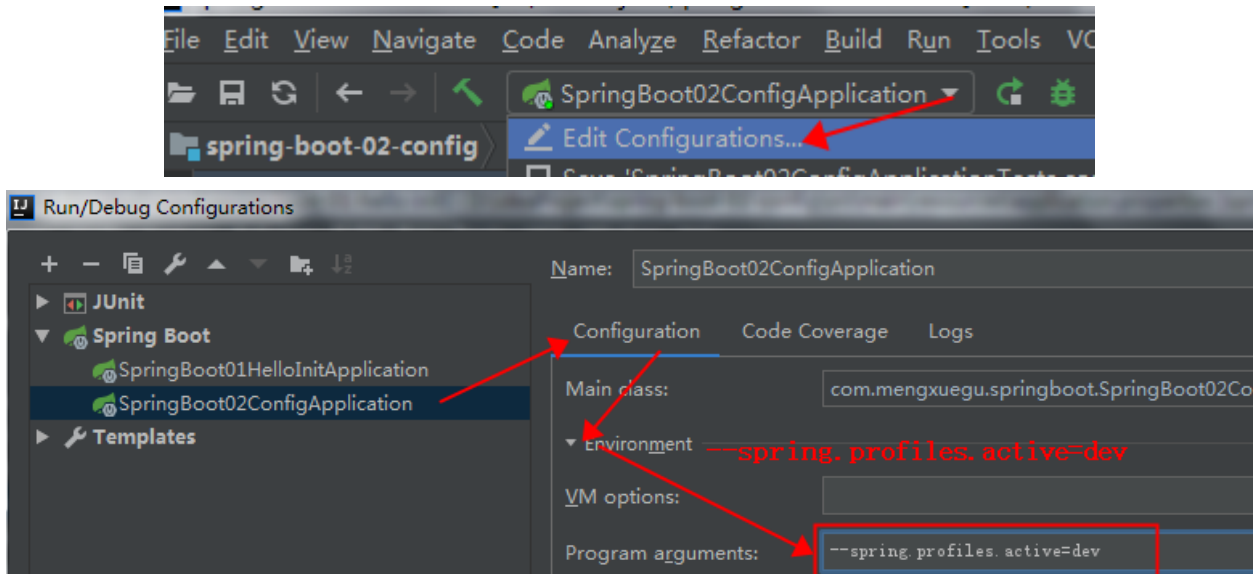 File Edit View Navigate Code Analyze Refactor Build Run Tools VC
SpringBoot02ConfigApplication
spring-boot-02-config
Edit Configurations...
Run/Debug Configurations
Name: SpringBoot02ConfigApplication
JUnit
Spring Boot
SpringBoot01HelloInitApplication
SpringBoot02ConfigApplication
Templates
Configuration Code Coverage Logs
Main class: com.mengxuegu.springboot.SpringBoot02Co
Environment --spring.profiles.active=dev
VM options:
Program arguments: --spring.profiles.active=dev